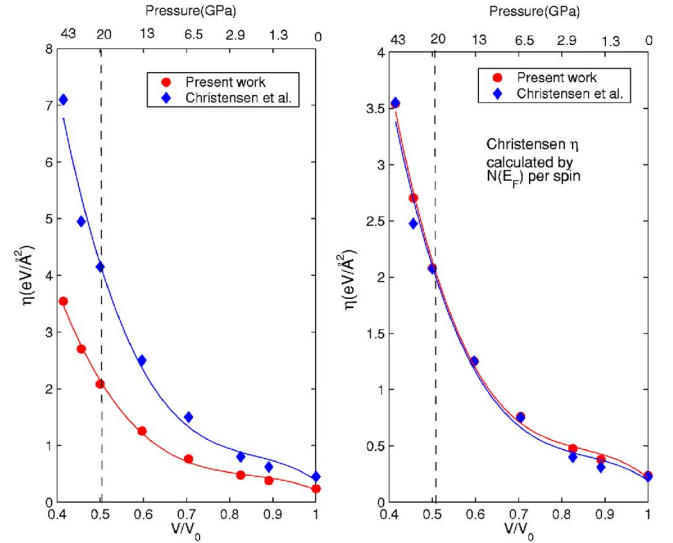 Pressure(GPa)
43 20 13 6.5 2.9 1.3 0
8
7
6
5
4
3
2
1
0
η(eV/Å²)
Present work
Christensen et al.
0.4 0.5 0.6 0.7 0.8 0.9 1
V/V₀
Pressure(GPa)
43 20 13 6.5 2.9 1.3 0
4
3.5
3
2.5
2
1.5
1
0.5
0
η(eV/Å²)
Present work
Christensen et al.
Christensen η
calculated by
N(E_F) per spin
0.4 0.5 0.6 0.7 0.8 0.9 1
V/V₀